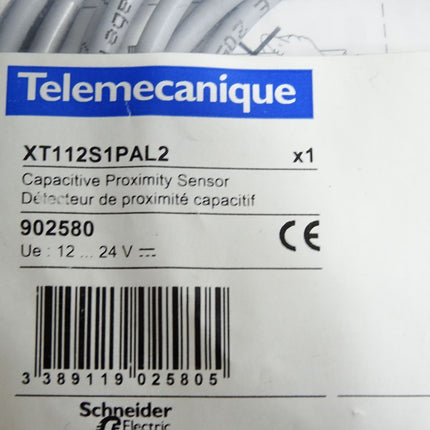 Telemecanique
XT112S1PAL2 x1
Capacitive Proximity Sensor
Détecteur de proximité capacitif
902580
Ue : 12 ... 24 V ⎓
CE
3 389119 025805
Schneider
Electric